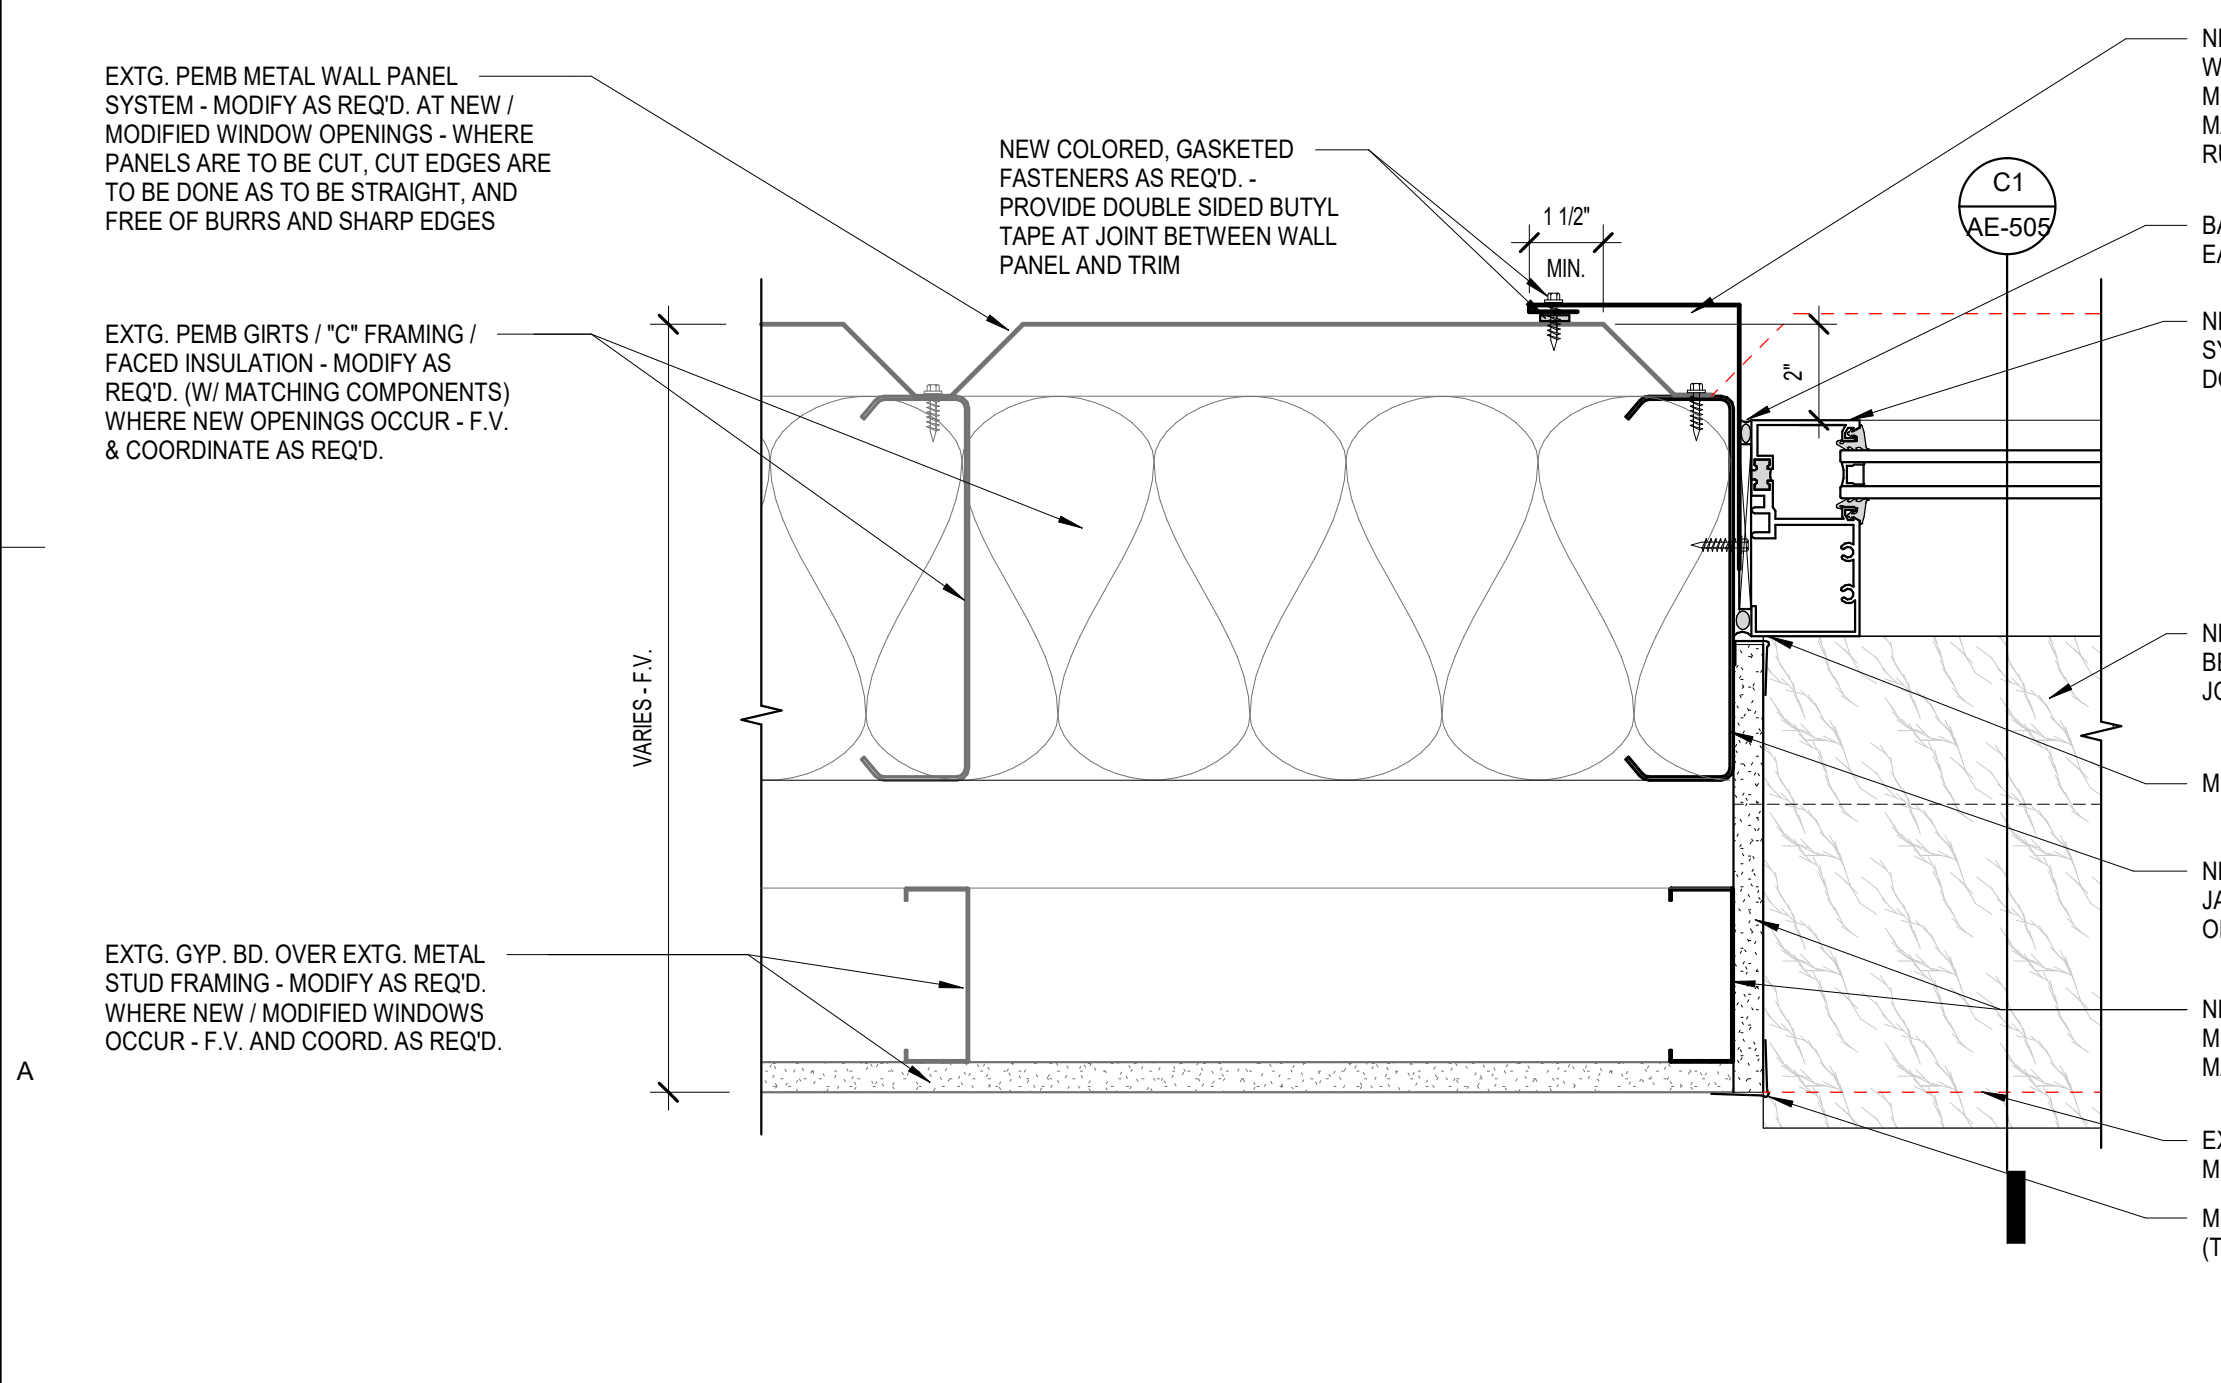 EXTG. PEMB METAL WALL PANEL
SYSTEM - MODIFY AS REQ'D. AT NEW /
MODIFIED WINDOW OPENINGS - WHERE
PANELS ARE TO BE CUT, CUT EDGES ARE
TO BE DONE AS TO BE STRAIGHT, AND
FREE OF BURRS AND SHARP EDGES
NEW COLORED, GASKETED
FASTENERS AS REQ'D. -
PROVIDE DOUBLE SIDED BUTYL
TAPE AT JOINT BETWEEN WALL
PANEL AND TRIM
1 1/2"
MIN.
C1
AE-505
2"
EXTG. PEMB GIRTS / "C" FRAMING /
FACED INSULATION - MODIFY AS
REQ'D. (W/ MATCHING COMPONENTS)
WHERE NEW OPENINGS OCCUR - F.V.
& COORDINATE AS REQ'D.
VARIES - F.V.
EXTG. GYP. BD. OVER EXTG. METAL
STUD FRAMING - MODIFY AS REQ'D.
WHERE NEW / MODIFIED WINDOWS
OCCUR - F.V. AND COORD. AS REQ'D.
A